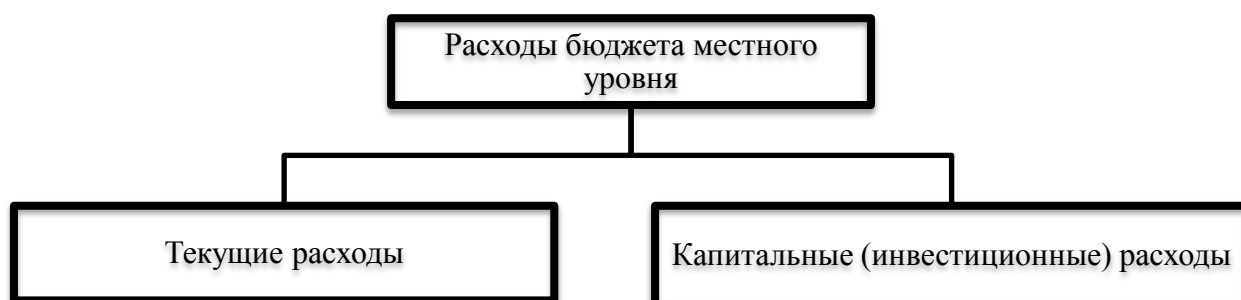 Расходы бюджета местного
уровня
Текущие расходы
Капитальные (инвестиционные) расходы